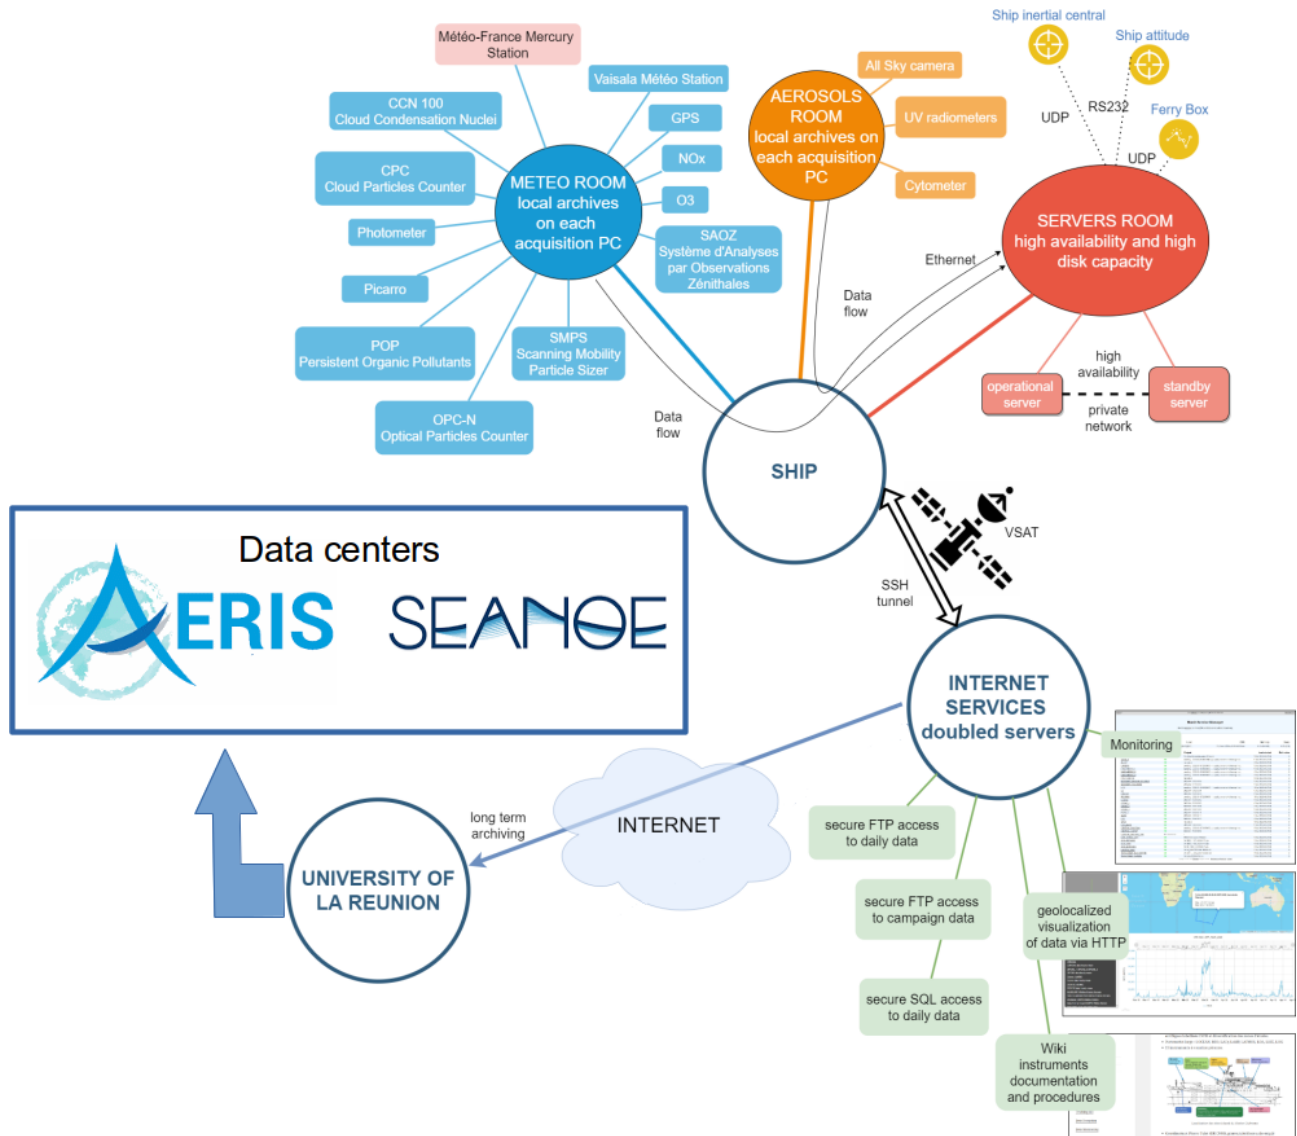 Ship inertial central
Ship attitude
Météo-France Mercury
Station
All Sky camera
Vaisala Météo Station
CCN 100
Cloud Condensation Nuclei
GPS
AEROSOLS
ROOM
local archives on
each acquisition
PC
UV radiometers
RS232
UDP
Ferry Box
UDP
CPC
Cloud Particles Counter
METEO ROOM
local archives
on each
acquisition PC
NOx
Cytometer
O3
Photometer
SAOZ
Système d'Analyses
par Observations
Zénithales
SERVERS ROOM
high availability and high
disk capacity
Ethernet
Picarro
Data
flow
POP
Persistent Organic Pollutants
SMPS
Scanning Mobility
Particle Sizer
high
availability
operational
server
standby
server
private
network
OPC-N
Optical Particles Counter
Data
flow
SHIP
VSAT
SSH
tunnel
Data centers
AERIS
SEANOE
INTERNET
SERVICES
doubled servers
Monitoring
long term
archiving
INTERNET
secure FTP access
to daily data
UNIVERSITY OF
LA REUNION
secure FTP access
to campaign data
geolocalized
visualization
of data via HTTP
secure SQL access
to daily data
Wiki
instruments
documentation
and procedures